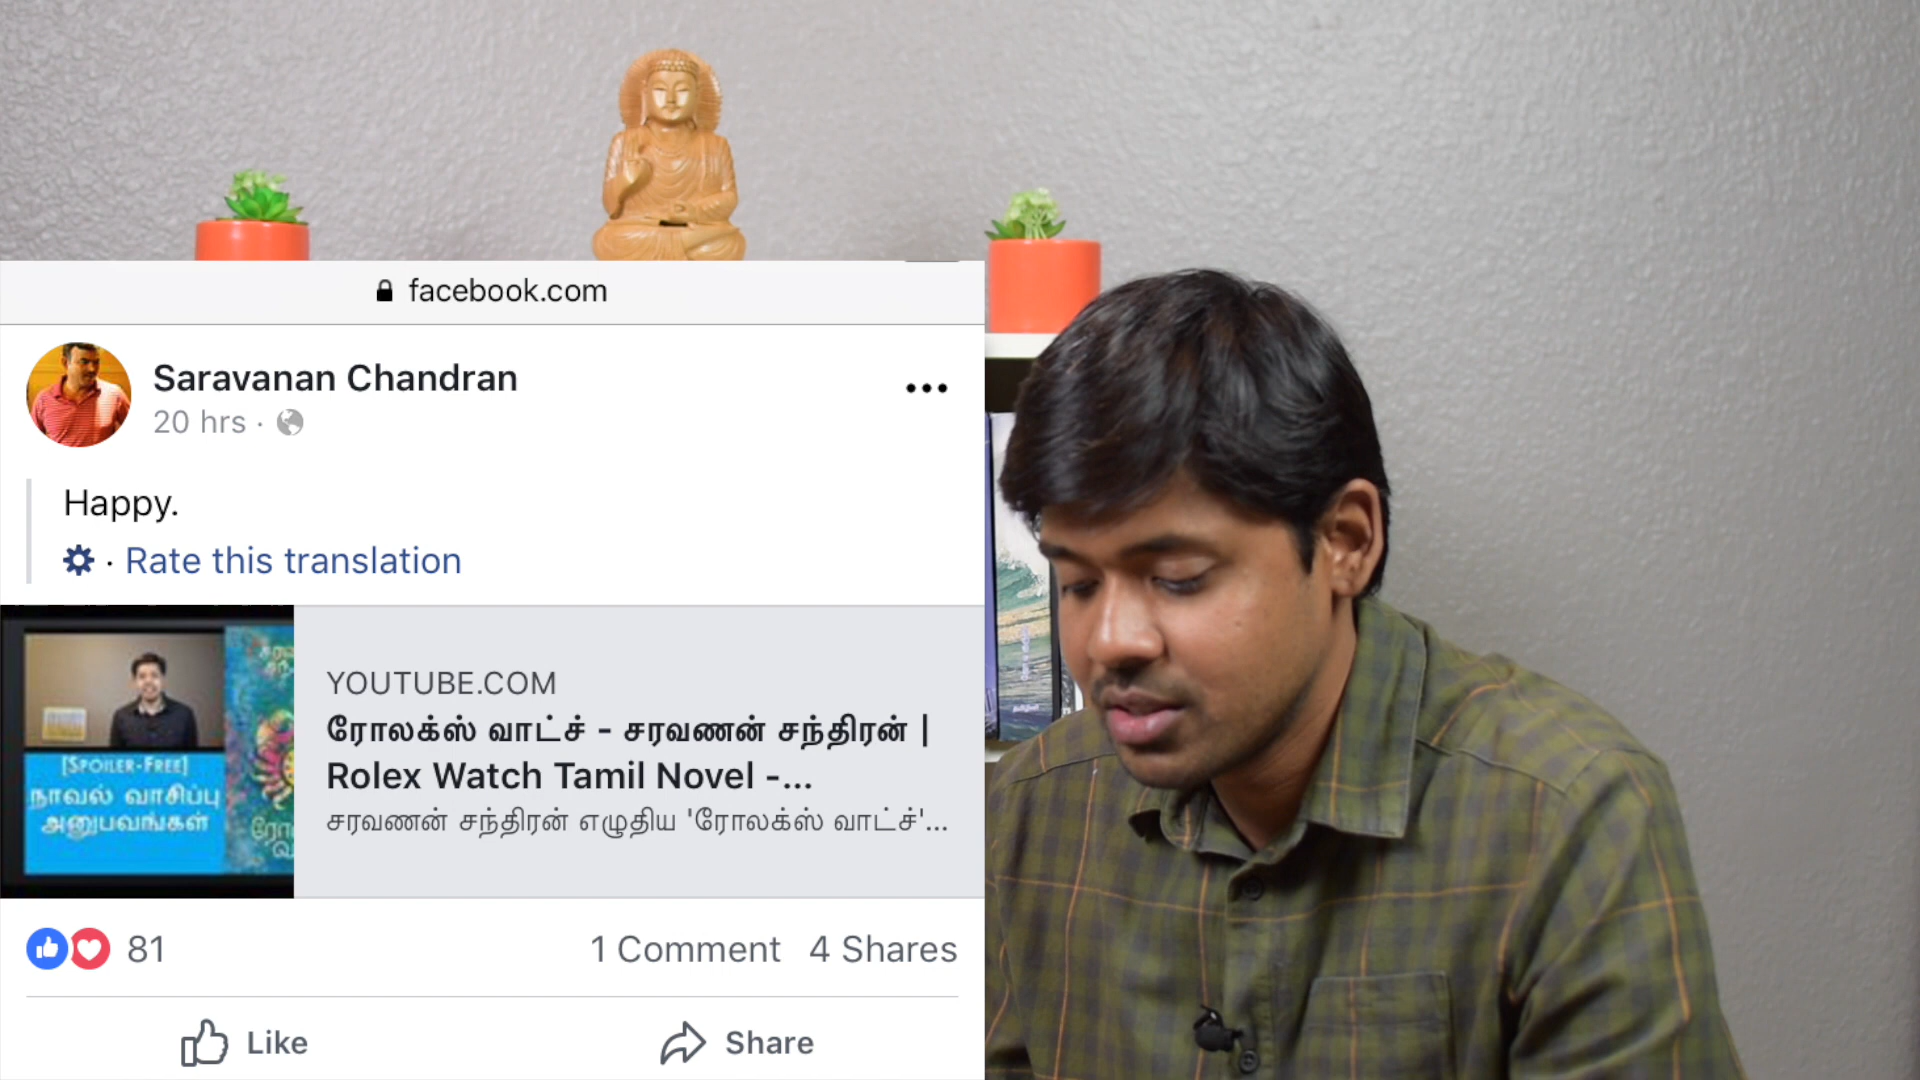 facebook.com
Saravanan Chandran
20 hrs ·
Happy.
· Rate this translation
YOUTUBE.COM
ரோலக்ஸ் வாட்ச் - சரவணன் சந்திரன் |
Rolex Watch Tamil Novel -...
சரவணன் சந்திரன் எழுதிய 'ரோலக்ஸ் வாட்ச்'...
[SPOILER-FREE]
நாவல் வாசிப்பு
அனுபவங்கள்
81
1 Comment 4 Shares
Like
Share